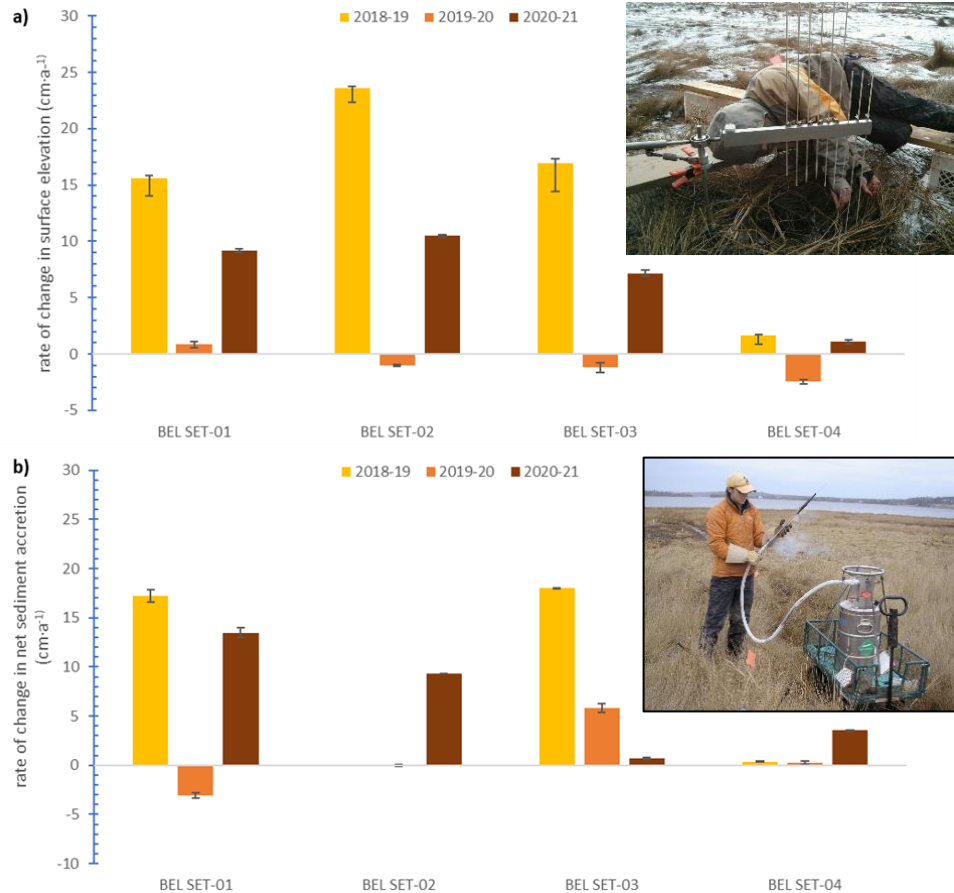 a)
2018-19 2019-20 2020-21
rate of change in surface elevation (cm·a-¹)
30
25
20
15
10
5
0
-5
BEL SET-01 BEL SET-02 BEL SET-03 BEL SET-04
b)
2018-19 2019-20 2020-21
rate of change in net sediment accretion
(cm·a-¹)
30
25
20
15
10
5
0
-5
-10
BEL SET-01 BEL SET-02 BEL SET-03 BEL SET-04